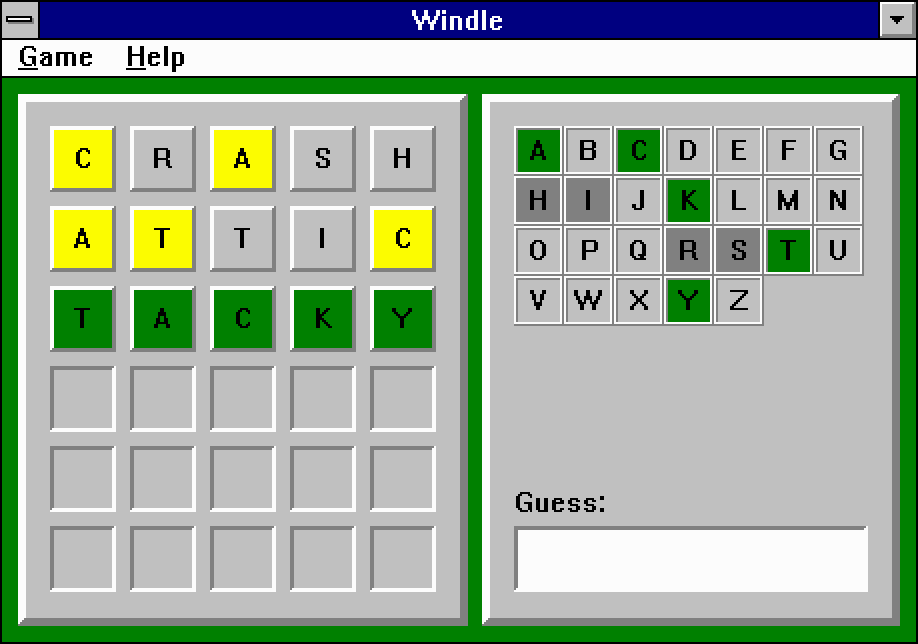 Windle
Game Help
C R A S H
A T T I C
T A C K Y
A B C D E F G
H I J K L M N
O P Q R S T U
V W X Y Z
Guess: